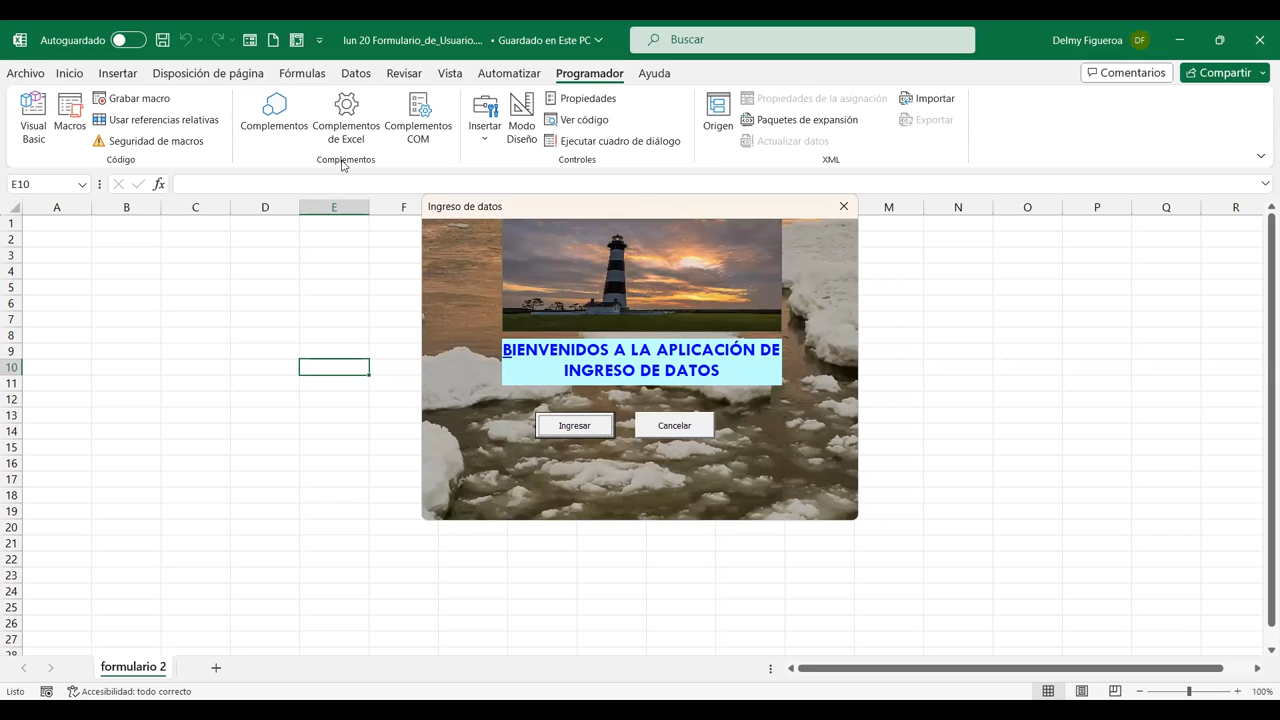 Autoguardado
lun 20 Formulario_de_Usuario.... • Guardado en Este PC
Buscar
Delmy Figueroa DF
Archivo Inicio Insertar Disposición de página Fórmulas Datos Revisar Vista Automatizar Programador Ayuda
Comentarios Compartir
Visual Basic
Macros
Grabar macro
Usar referencias relativas
Seguridad de macros
Código
Complementos
Complementos de Excel
Complementos COM
Complementos
Insertar
Modo Diseño
Propiedades
Ver código
Ejecutar cuadro de diálogo
Controles
Origen
Propiedades de la asignación
Paquetes de expansión
Actualizar datos
Importar
Exportar
XML
E10 fx
A B C D E F M N O P Q R
1
2
3
4
5
6
7
8
9
10
11
12
13
14
15
16
17
18
19
20
21
22
23
24
25
26
27
28
Ingreso de datos
BIENVENIDOS A LA APLICACIÓN DE
INGRESO DE DATOS
Ingresar Cancelar
formulario 2
Listo Accesibilidad: todo correcto 100%